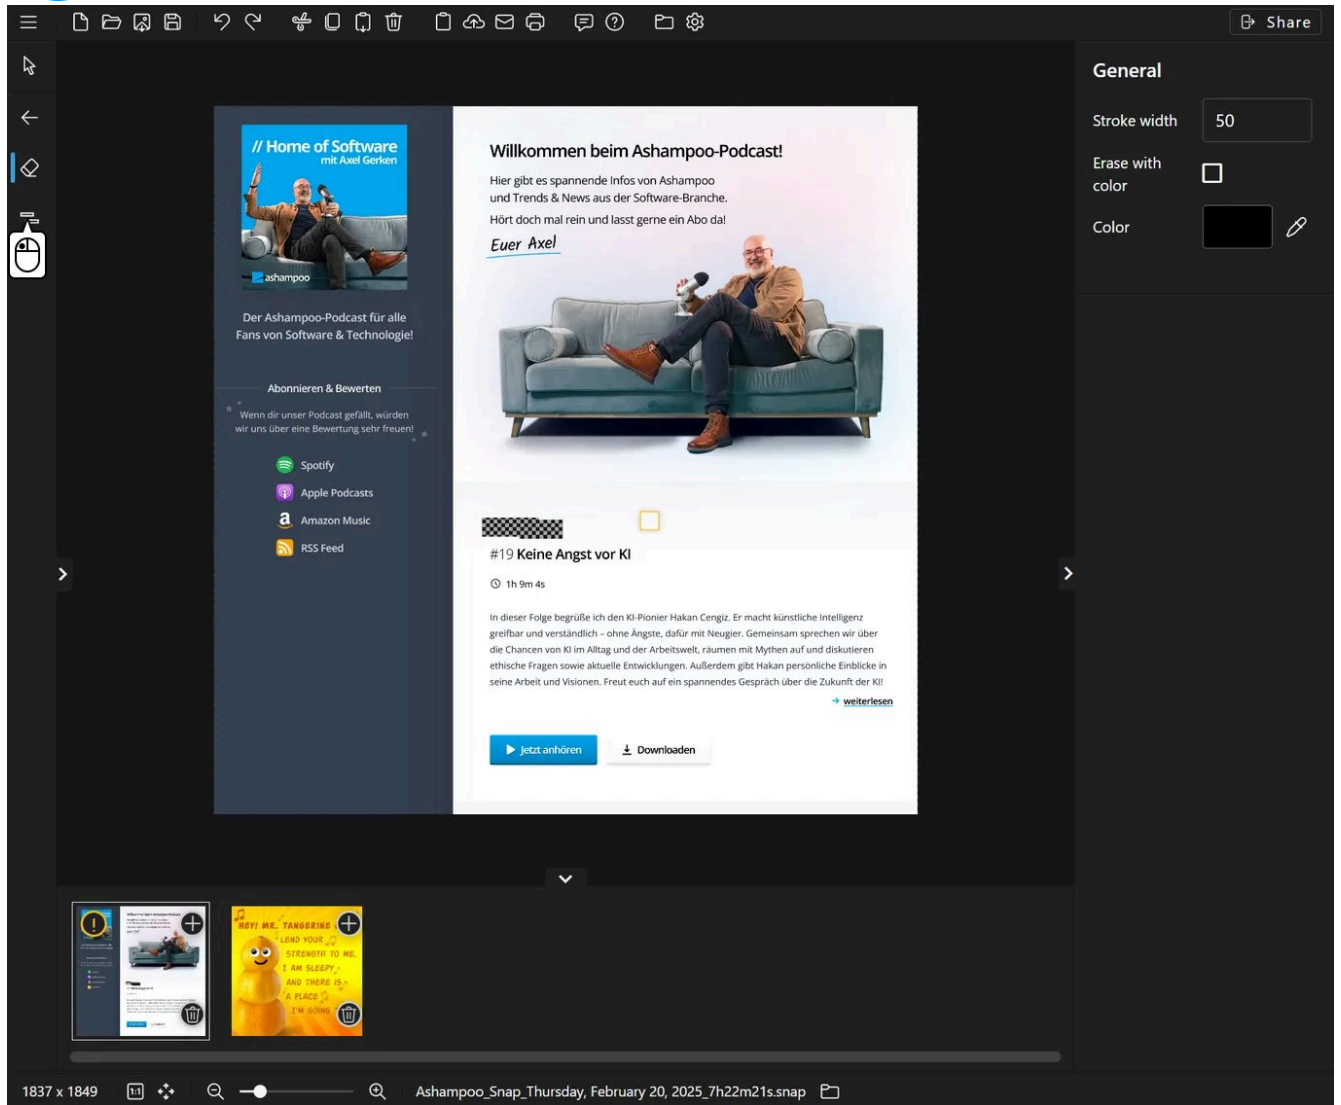 Share
General
Stroke width 50
Erase with
color
Color
// Home of Software
mit Axel Gerken
ashampoo
Der Ashampoo-Podcast für alle
Fans von Software & Technologie!
Abonnieren & Bewerten
Wenn dir unser Podcast gefällt, würden
wir uns über eine Bewertung sehr freuen!
Spotify
Apple Podcasts
Amazon Music
RSS Feed
Willkommen beim Ashampoo-Podcast!
Hier gibt es spannende Infos von Ashampoo
und Trends & News aus der Software-Branche.
Hört doch mal rein und lasst gerne ein Abo da!
Euer Axel
#19 Keine Angst vor KI
1h 9m 4s
In dieser Folge begrüße ich den KI-Pionier Hakan Cengiz. Er macht künstliche Intelligenz
greifbar und verständlich – ohne Ängste, dafür mit Neugier. Gemeinsam sprechen wir über
die Chancen von KI im Alltag und der Arbeitswelt, räumen mit Mythen auf und diskutieren
ethische Fragen sowie aktuelle Entwicklungen. Außerdem gibt Hakan persönliche Einblicke in
seine Arbeit und Visionen. Freut euch auf ein spannendes Gespräch über die Zukunft der KI!
weiterlesen
Jetzt anhören
Downloaden
HEY! MR. TANGERINE
LEND YOUR
STRENGTH TO ME,
I AM SLEEPY
AND THERE IS
A PLACE
I'M GOING
1837 x 1849
1:1
Ashampoo_Snap_Thursday, February 20, 2025_7h22m21s.snap